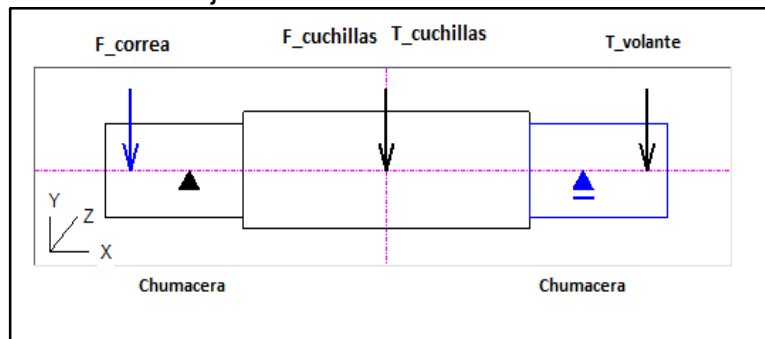 F_correa F_cuchillas T_cuchillas T_volante
Y
Z
X
Chumacera Chumacera